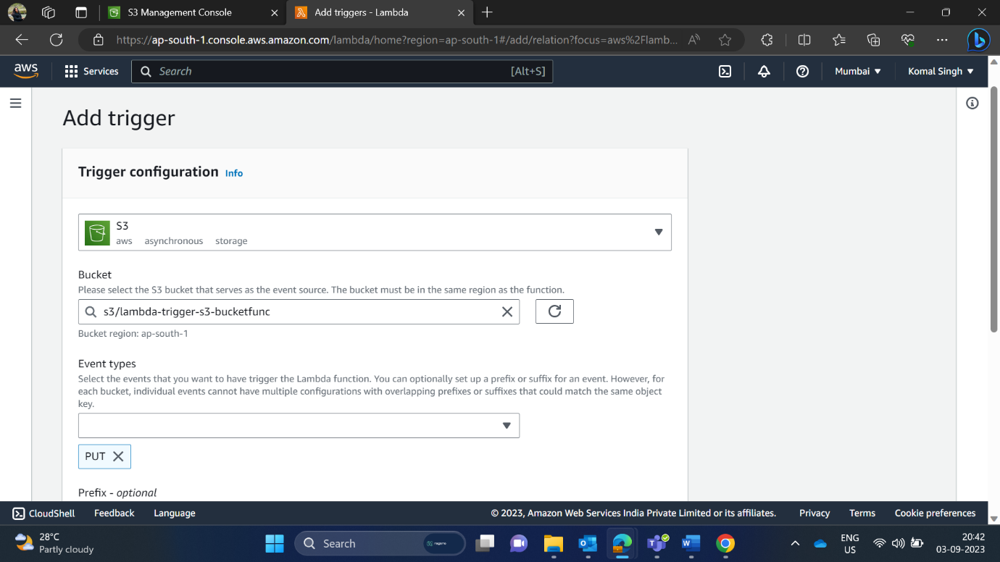 S3 Management Console
Add triggers - Lambda
https://ap-south-1.console.aws.amazon.com/lambda/home?region=ap-south-1#/add/relation?focus=aws%2Flamb...
aws
Services
Search
[Alt+S]
Mumbai
Komal Singh
Add trigger
Trigger configuration Info
S3
aws asynchronous storage
Bucket
Please select the S3 bucket that serves as the event source. The bucket must be in the same region as the function.
s3/lambda-trigger-s3-bucketfunc
Bucket region: ap-south-1
Event types
Select the events that you want to have trigger the Lambda function. You can optionally set up a prefix or suffix for an event. However, for
each bucket, individual events cannot have multiple configurations with overlapping prefixes or suffixes that could match the same object
key.
PUT
Prefix - optional
CloudShell Feedback Language © 2023, Amazon Web Services India Private Limited or its affiliates. Privacy Terms Cookie preferences
28°C
Partly cloudy
Search
ENG
US
20:42
03-09-2023